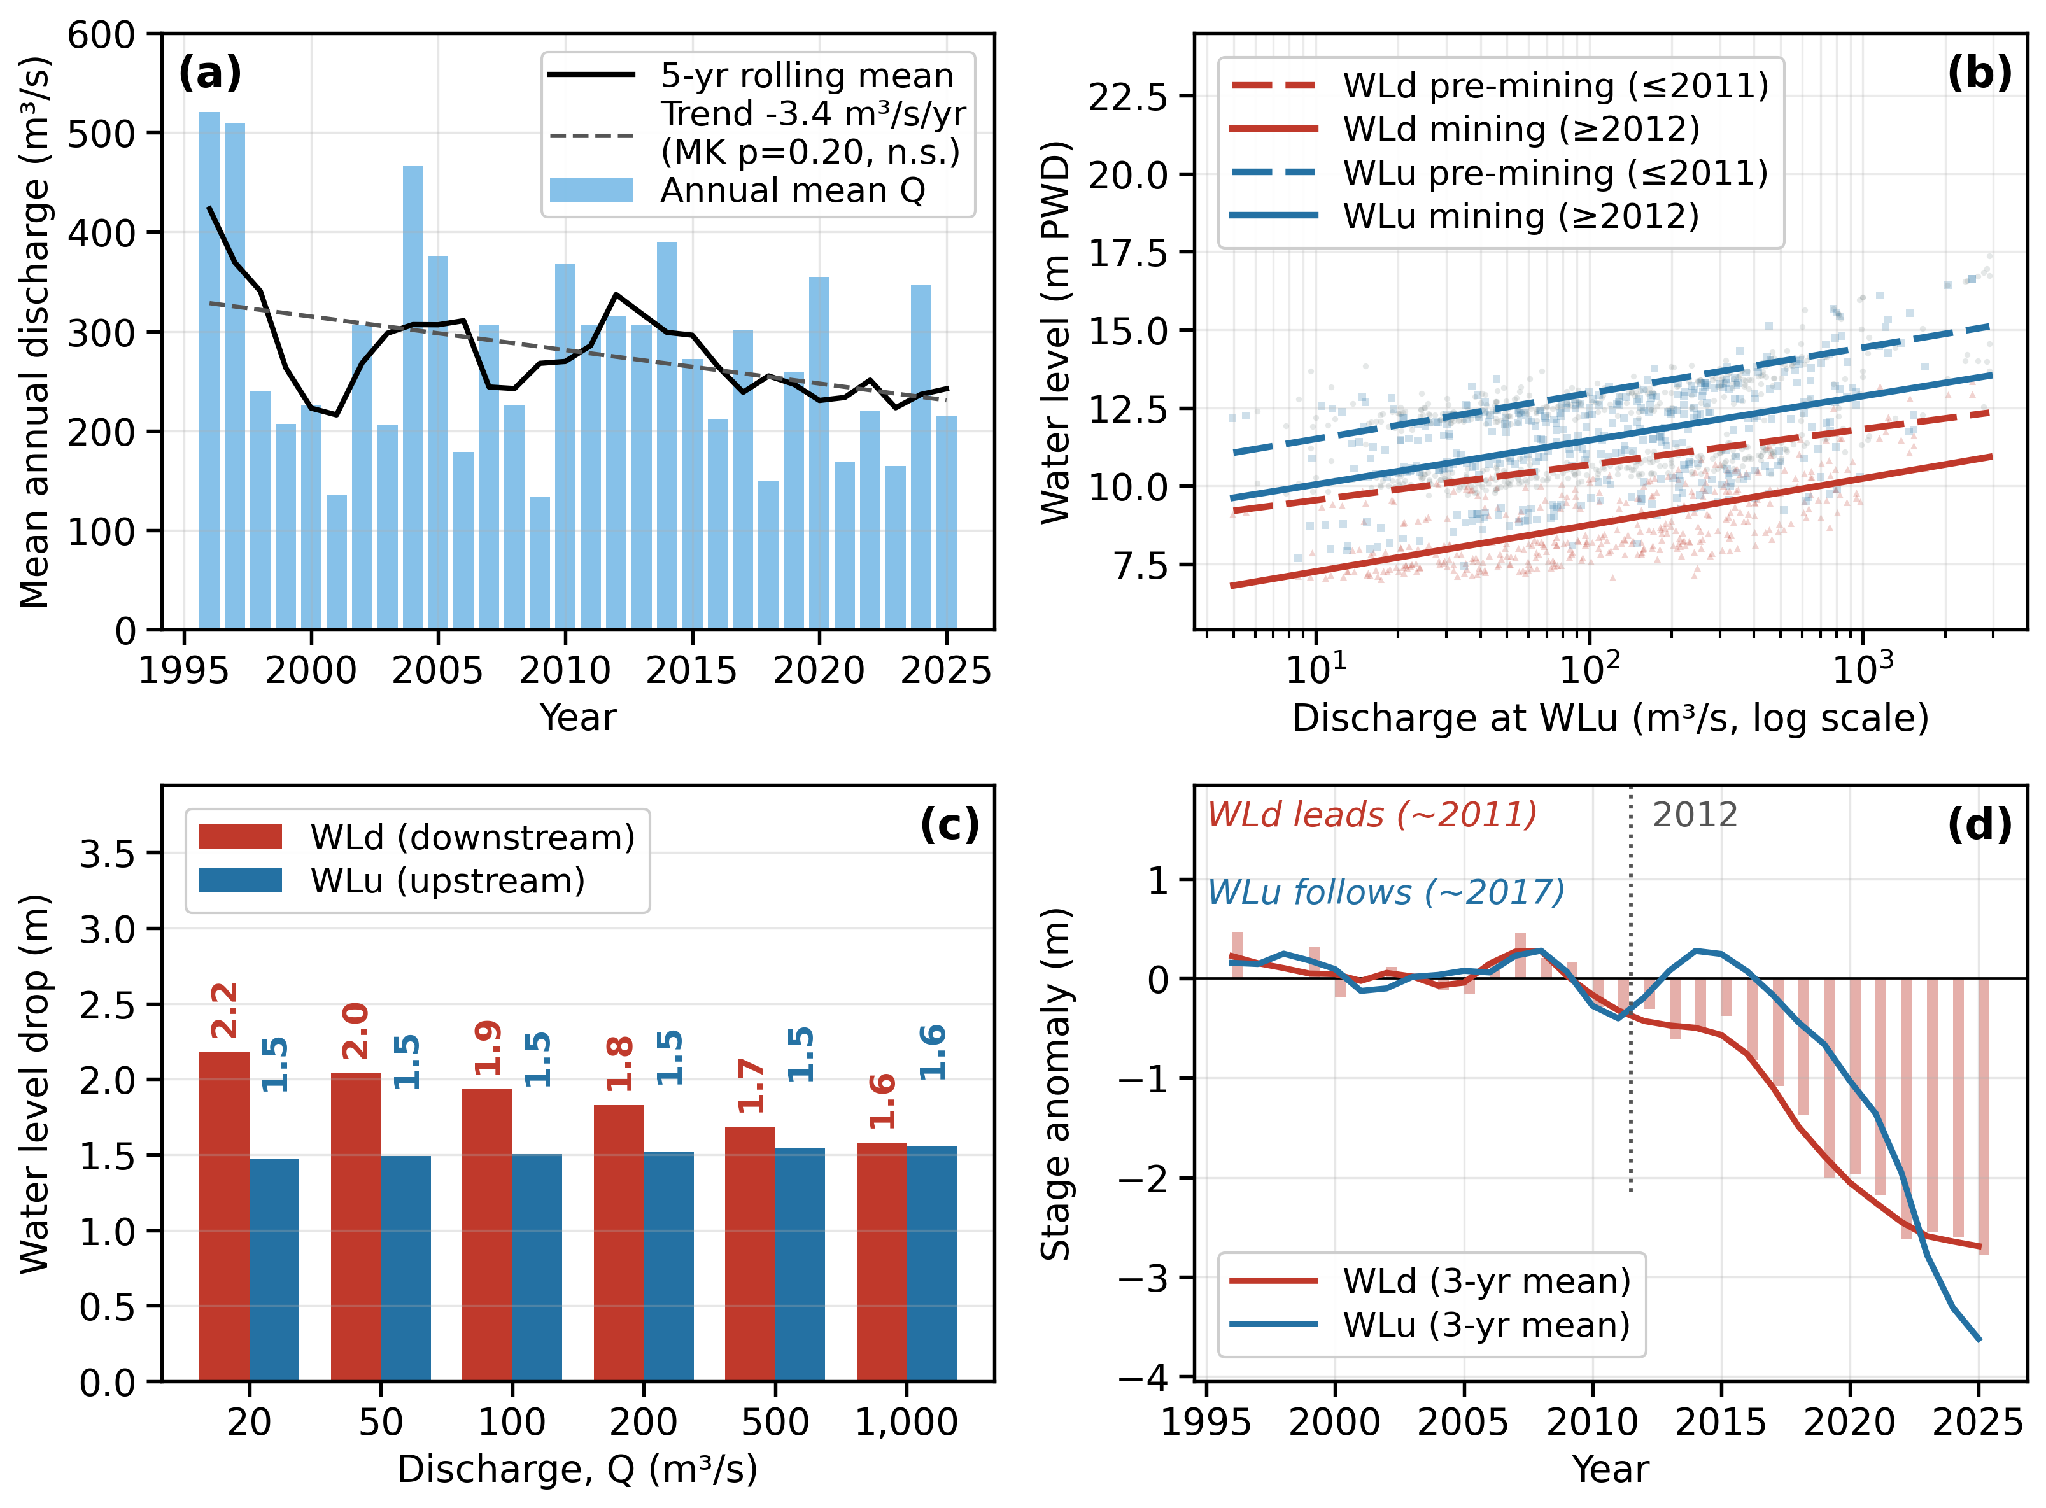 (a)
5-yr rolling mean
Trend -3.4 m³/s/yr
(MK p=0.20, n.s.)
Annual mean Q
Mean annual discharge (m³/s)
600
500
400
300
200
100
0
1995 2000 2005 2010 2015 2020 2025
Year
(b)
WLd pre-mining (≤2011)
WLd mining (≥2012)
WLu pre-mining (≤2011)
WLu mining (≥2012)
Water level (m PWD)
22.5
20.0
17.5
15.0
12.5
10.0
7.5
10¹ 10² 10³
Discharge at WLu (m³/s, log scale)
(c)
WLd (downstream)
WLu (upstream)
Water level drop (m)
3.5
3.0
2.5
2.0
1.5
1.0
0.5
0.0
2.2 1.5 2.0 1.5 1.9 1.5 1.8 1.5 1.7 1.5 1.6 1.6
20 50 100 200 500 1,000
Discharge, Q (m³/s)
(d)
WLd leads (~2011)
2012
WLu follows (~2017)
Stage anomaly (m)
1
0
−1
−2
−3
−4
WLd (3-yr mean)
WLu (3-yr mean)
1995 2000 2005 2010 2015 2020 2025
Year